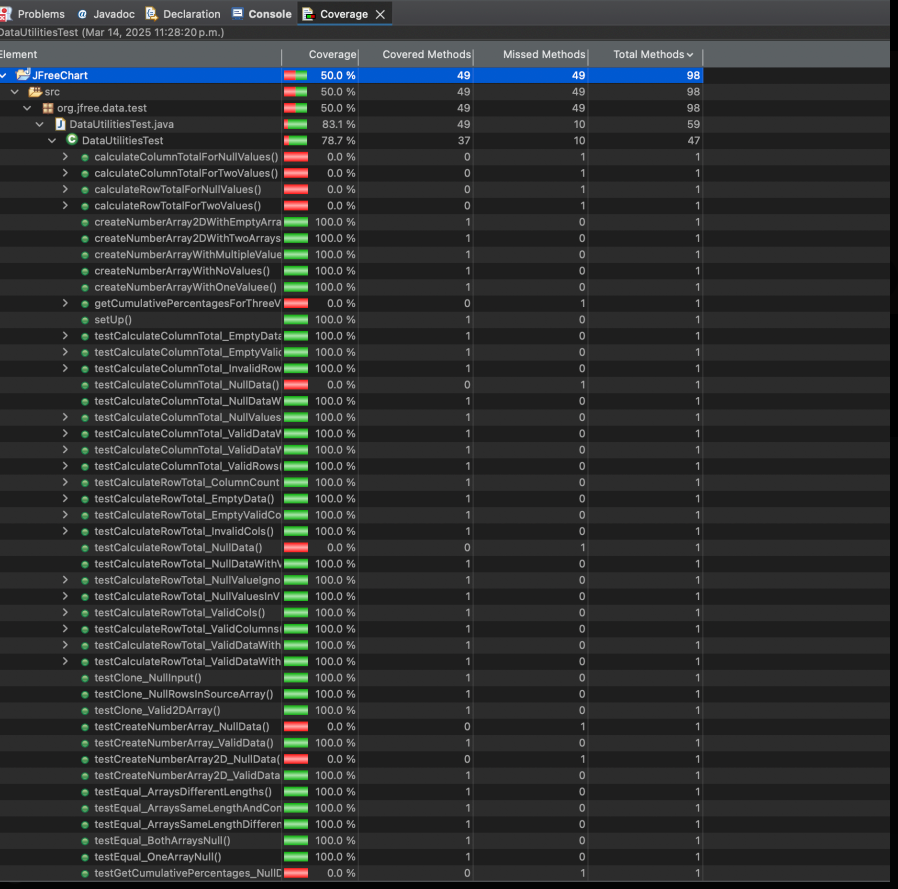 Problems Javadoc Declaration Console Coverage
DataUtilitiesTest (Mar 14, 2025 11:28:20 p.m.)
Element Coverage Covered Methods Missed Methods Total Methods
JFreeChart 50.0 % 49 49 98
src 50.0 % 49 49 98
org.jfree.data.test 50.0 % 49 49 98
DataUtilitiesTest.java 83.1 % 49 10 59
DataUtilitiesTest 78.7 % 37 10 47
calculateColumnTotalForNullValues() 0.0 % 0 1 1
calculateColumnTotalForTwoValues() 0.0 % 0 1 1
calculateRowTotalForNullValues() 0.0 % 0 1 1
calculateRowTotalForTwoValues() 0.0 % 0 1 1
createNumberArray2DWithEmptyArra 100.0 % 1 0 1
createNumberArray2DWithTwoArrays 100.0 % 1 0 1
createNumberArrayWithMultipleValue 100.0 % 1 0 1
createNumberArrayWithNoValues() 100.0 % 1 0 1
createNumberArrayWithOneValuee() 100.0 % 1 0 1
getCumulativePercentagesForThreeV 0.0 % 0 1 1
setUp() 100.0 % 1 0 1
testCalculateColumnTotal_EmptyData 100.0 % 1 0 1
testCalculateColumnTotal_EmptyValic 100.0 % 1 0 1
testCalculateColumnTotal_InvalidRow 100.0 % 1 0 1
testCalculateColumnTotal_NullData() 0.0 % 0 1 1
testCalculateColumnTotal_NullDataW 100.0 % 1 0 1
testCalculateColumnTotal_NullValues 100.0 % 1 0 1
testCalculateColumnTotal_ValidDataW 100.0 % 1 0 1
testCalculateColumnTotal_ValidDataW 100.0 % 1 0 1
testCalculateColumnTotal_ValidRows( 100.0 % 1 0 1
testCalculateRowTotal_ColumnCount 100.0 % 1 0 1
testCalculateRowTotal_EmptyData() 100.0 % 1 0 1
testCalculateRowTotal_EmptyValidCo 100.0 % 1 0 1
testCalculateRowTotal_InvalidCols() 100.0 % 1 0 1
testCalculateRowTotal_NullData() 0.0 % 0 1 1
testCalculateRowTotal_NullDataWithV 100.0 % 1 0 1
testCalculateRowTotal_NullValueIgno 100.0 % 1 0 1
testCalculateRowTotal_NullValuesInV 100.0 % 1 0 1
testCalculateRowTotal_ValidCols() 100.0 % 1 0 1
testCalculateRowTotal_ValidColumns( 100.0 % 1 0 1
testCalculateRowTotal_ValidDataWith 100.0 % 1 0 1
testCalculateRowTotal_ValidDataWith 100.0 % 1 0 1
testClone_NullInput() 100.0 % 1 0 1
testClone_NullRowsInSourceArray() 100.0 % 1 0 1
testClone_Valid2DArray() 100.0 % 1 0 1
testCreateNumberArray_NullData() 0.0 % 0 1 1
testCreateNumberArray_ValidData() 100.0 % 1 0 1
testCreateNumberArray2D_NullData( 0.0 % 0 1 1
testCreateNumberArray2D_ValidData 100.0 % 1 0 1
testEqual_ArraysDifferentLengths() 100.0 % 1 0 1
testEqual_ArraysSameLengthAndCon 100.0 % 1 0 1
testEqual_ArraysSameLengthDifferen 100.0 % 1 0 1
testEqual_BothArraysNull() 100.0 % 1 0 1
testEqual_OneArrayNull() 100.0 % 1 0 1
testGetCumulativePercentages_NullD 0.0 % 0 1 1